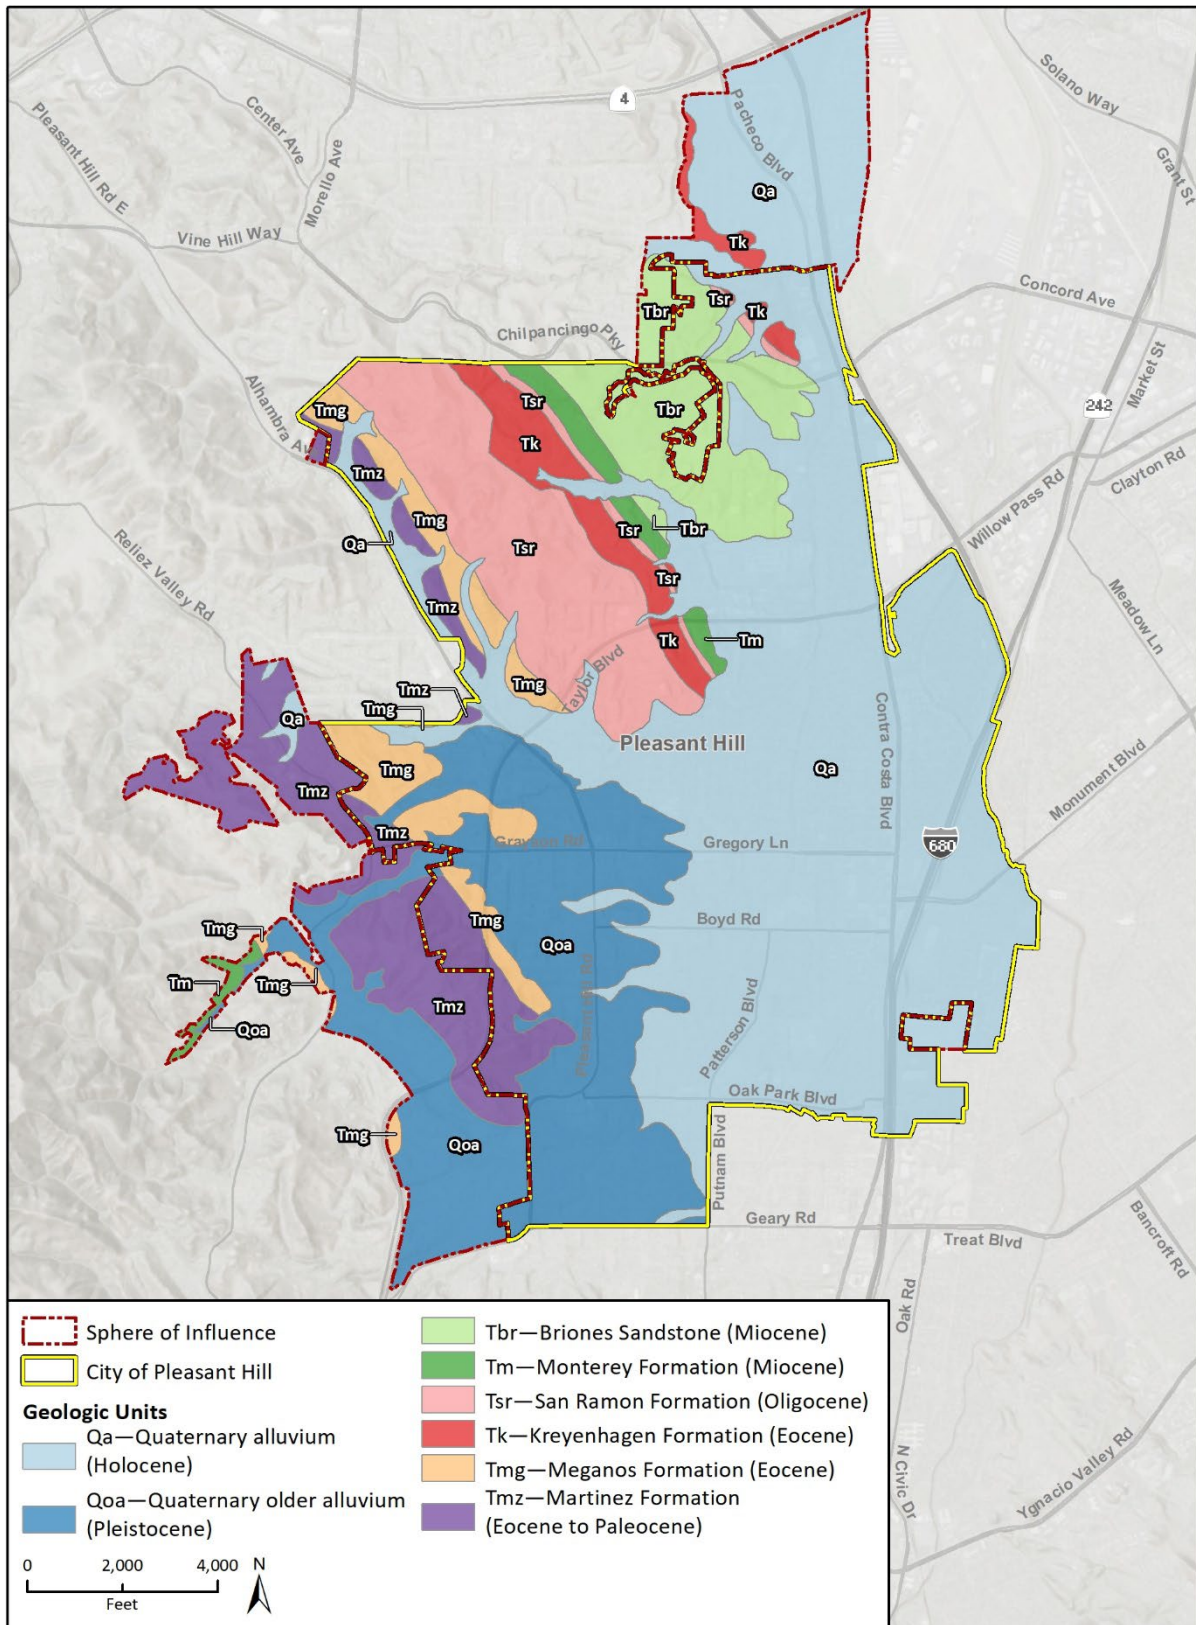 Solano Way
Grant St
4
Pacheco Blvd
Center Ave
Pleasant Hill Rd E
Morello Ave
Vine Hill Way
Qa
Tk
Concord Ave
Tbr
Tsr
Tk
Chilpancingo Pky
Market St
242
Alhambra Av
Tmg
Tsr
Tbr
Tk
Clayton Rd
Tmz
Willow Pass Rd
Tmg
Tsr
Tbr
Qa
Tsr
Reliez Valley Rd
Tsr
Meadow Ln
Tmz
Tk
Tm
Tmg
Taylor Blvd
Tmz
Tmg
Qa
Contra Costa Blvd
Pleasant Hill
Qa
Tmg
Monument Blvd
Tmz
Tmz
Grayson Rd
Gregory Ln
680
Tmg
Boyd Rd
Tmg
Qoa
Tm
Tmg
Pleasant Hill Rd
Patterson Blvd
Tmz
Qoa
Oak Park Blvd
Tmg
Qoa
Putnam Blvd
Geary Rd
Treat Blvd
Bancroft Rd
Oak Rd
N Civic Dr
Ygnacio Valley Rd
Sphere of Influence
City of Pleasant Hill
Geologic Units
Qa—Quaternary alluvium
(Holocene)
Qoa—Quaternary older alluvium
(Pleistocene)
Tbr—Briones Sandstone (Miocene)
Tm—Monterey Formation (Miocene)
Tsr—San Ramon Formation (Oligocene)
Tk—Kreyenhagen Formation (Eocene)
Tmg—Meganos Formation (Eocene)
Tmz—Martinez Formation
(Eocene to Paleocene)
0 2,000 4,000
Feet
N